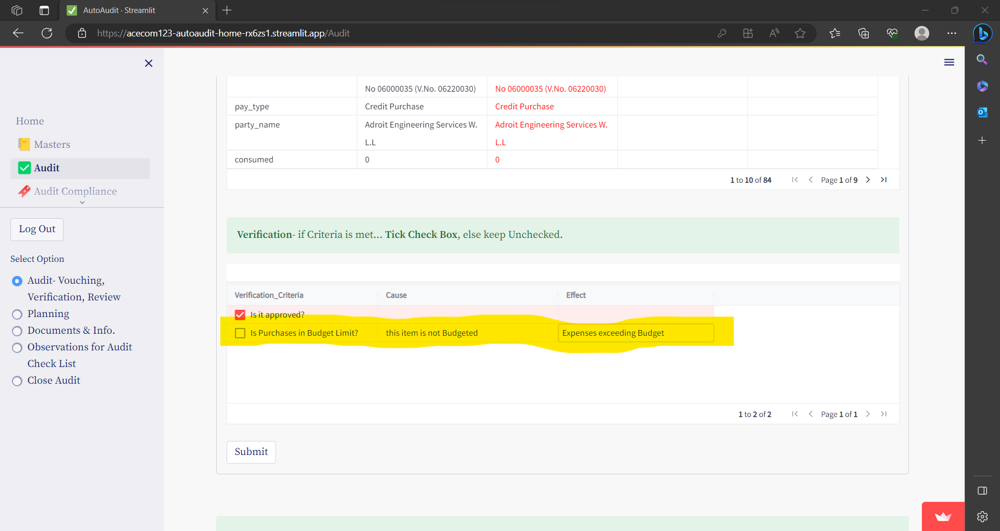 AutoAudit · Streamlit
https://acecom123-autoaudit-home-rx6zs1.streamlit.app/Audit
Home
Masters
Audit
Audit Compliance
Log Out
Select Option
Audit- Vouching,
Verification, Review
Planning
Documents & Info.
Observations for Audit
Check List
Close Audit
No 06000035 (V.No. 06220030) No 06000035 (V.No. 06220030)
pay_type Credit Purchase Credit Purchase
party_name Adroit Engineering Services W. Adroit Engineering Services W.
L.L L.L
consumed 0 0
1 to 10 of 84 Page 1 of 9
Verification- if Criteria is met... Tick Check Box, else keep Unchecked.
Verification_Criteria Cause Effect
Is it approved?
Is Purchases in Budget Limit? this item is not Budgeted Expenses exceeding Budget
1 to 2 of 2 Page 1 of 1
Submit